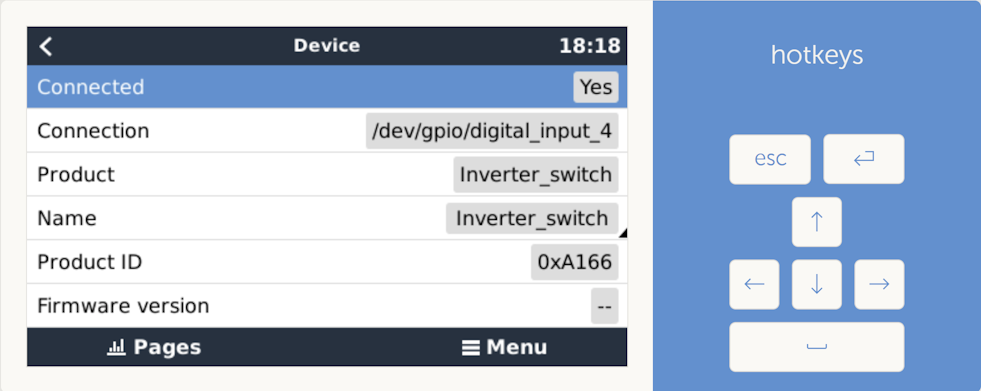 Device 18:18
Connected Yes
Connection /dev/gpio/digital_input_4
Product Inverter_switch
Name Inverter_switch
Product ID 0xA166
Firmware version --
Pages Menu
hotkeys
esc